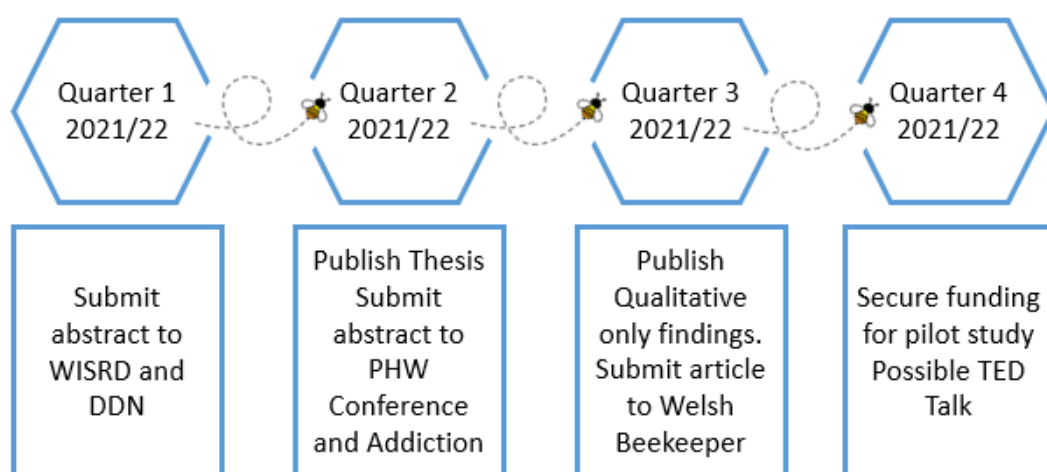 Quarter 1
2021/22
Quarter 2
2021/22
Quarter 3
2021/22
Quarter 4
2021/22
Submit
abstract to
WISRD and
DDN
Publish Thesis
Submit
abstract to
PHW
Conference
and Addiction
Publish
Qualitative
only findings.
Submit article
to Welsh
Beekeeper
Secure funding
for pilot study
Possible TED
Talk